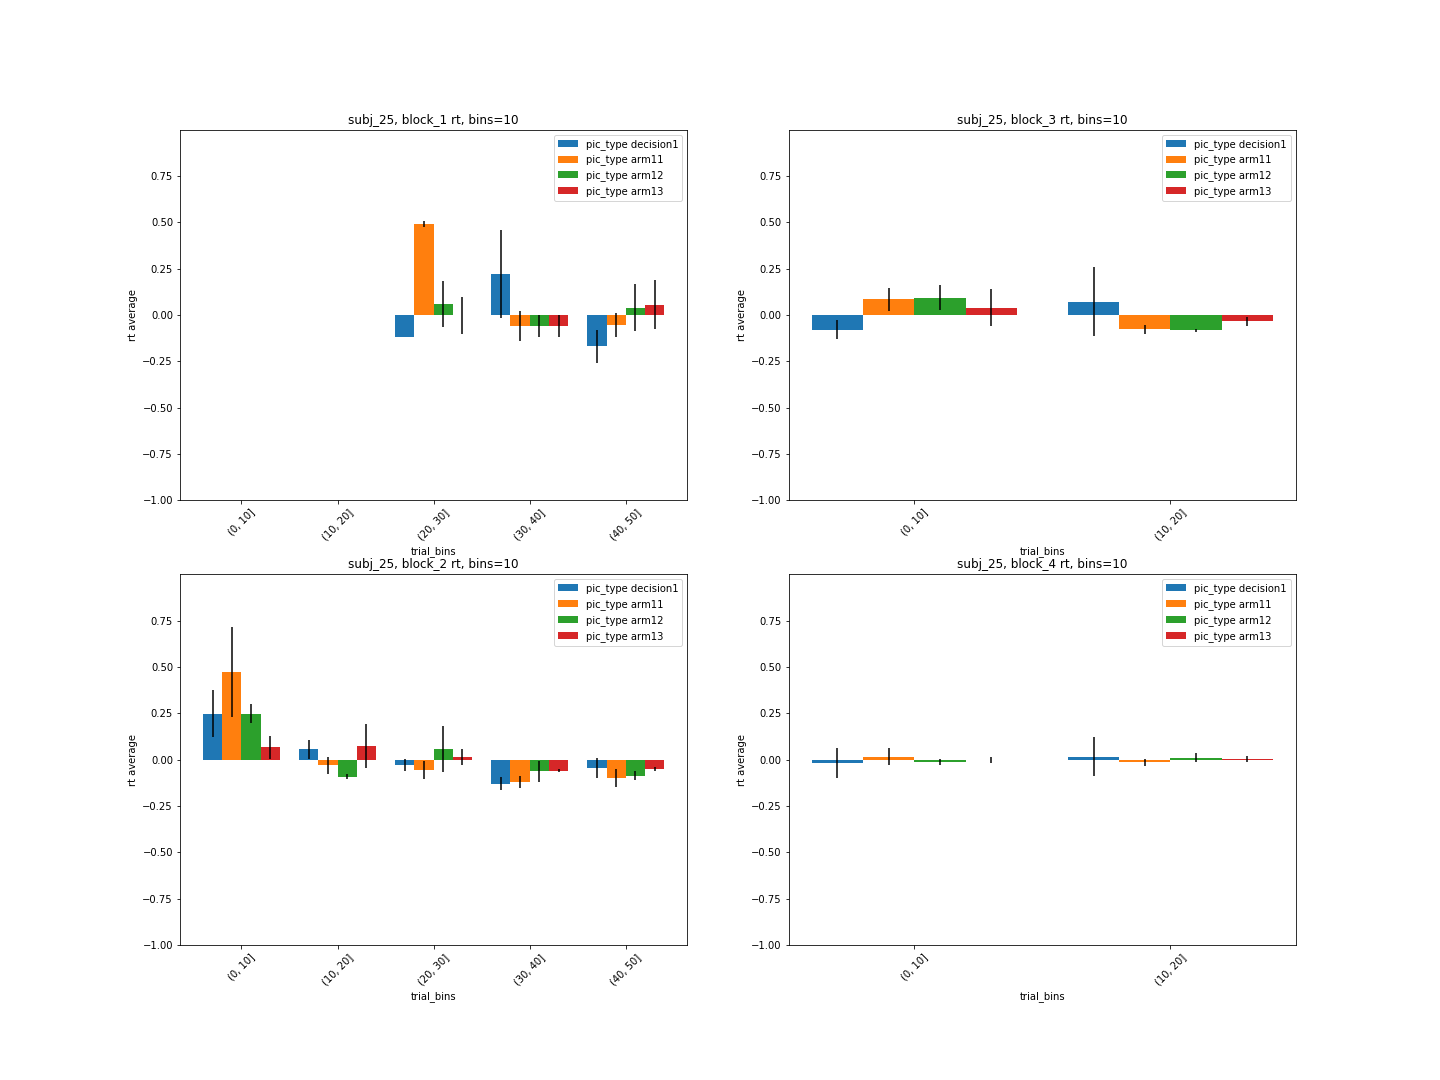 subj_25, block_1 rt, bins=10
pic_type decision1
pic_type arm11
pic_type arm12
pic_type arm13
0.75
0.50
0.25
0.00
−0.25
−0.50
−0.75
−1.00
rt average
(0, 10]
(10, 20]
(20, 30]
(30, 40]
(40, 50]
trial_bins
subj_25, block_3 rt, bins=10
pic_type decision1
pic_type arm11
pic_type arm12
pic_type arm13
0.75
0.50
0.25
0.00
−0.25
−0.50
−0.75
−1.00
rt average
(0, 10]
(10, 20]
trial_bins
subj_25, block_2 rt, bins=10
pic_type decision1
pic_type arm11
pic_type arm12
pic_type arm13
0.75
0.50
0.25
0.00
−0.25
−0.50
−0.75
−1.00
rt average
(0, 10]
(10, 20]
(20, 30]
(30, 40]
(40, 50]
trial_bins
subj_25, block_4 rt, bins=10
pic_type decision1
pic_type arm11
pic_type arm12
pic_type arm13
0.75
0.50
0.25
0.00
−0.25
−0.50
−0.75
−1.00
rt average
(0, 10]
(10, 20]
trial_bins